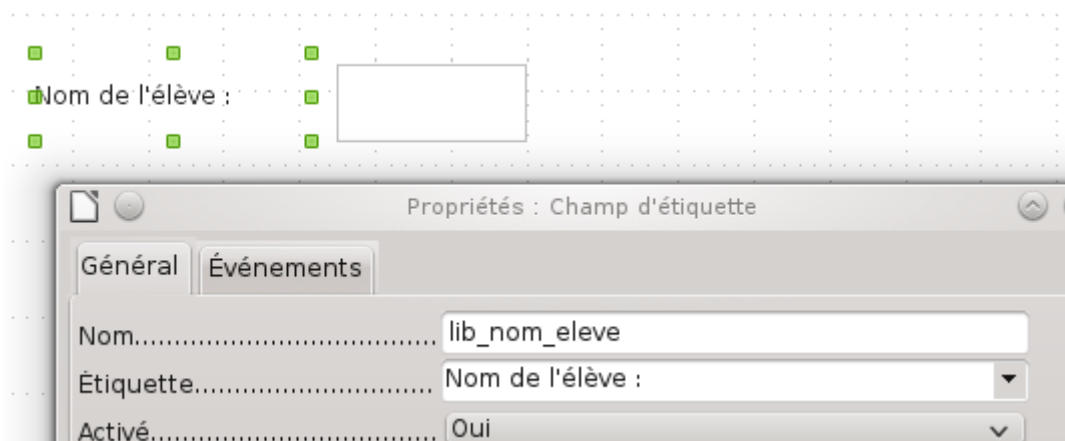 Nom de l'élève :
Propriétés : Champ d'étiquette
Général Événements
Nom.................................... lib_nom_eleve
Étiquette............................. Nom de l'élève :
Activé.................................. Oui